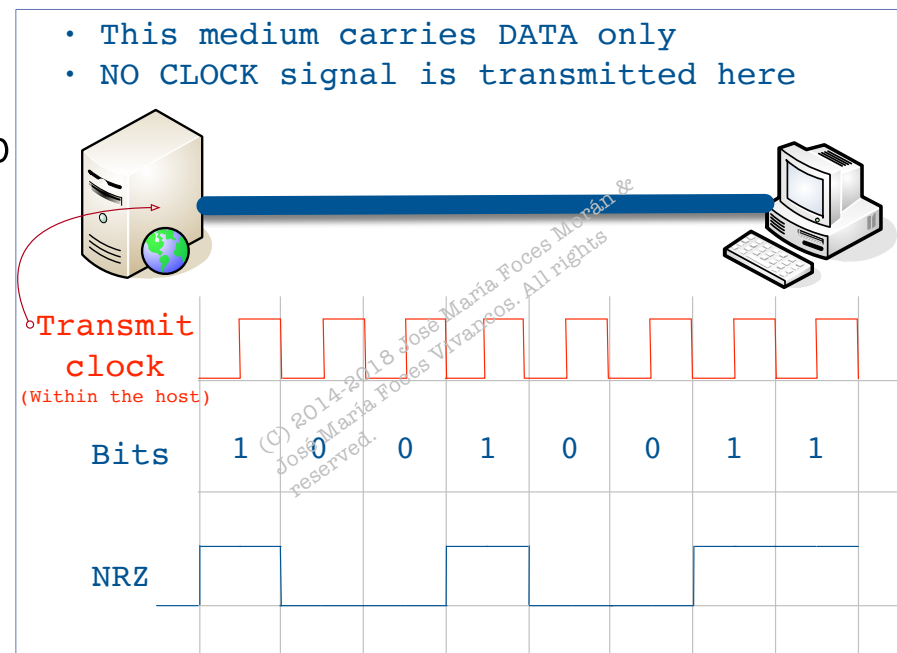 • This medium carries DATA only
• NO CLOCK signal is transmitted here
Transmit
clock
(Within the host)
Bits 1 0 0 1 0 0 1 1
NRZ
(C) 2014-2018 José María Foces Morán &
José María Foces Vivancos. All rights
reserved.